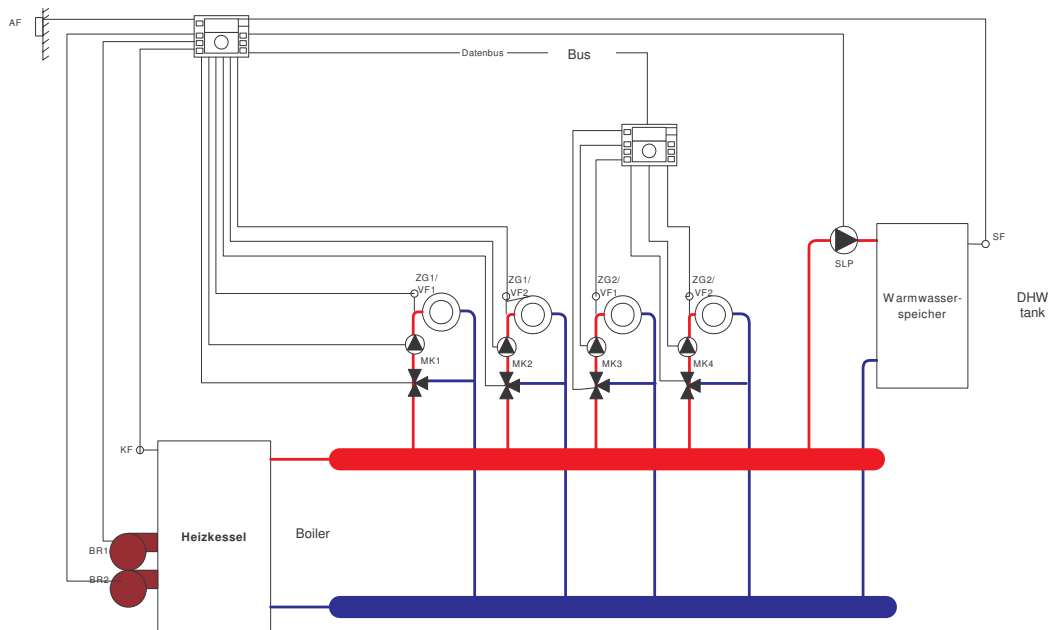 AF
Datenbus
Bus
SF
SLP
ZG1/
VF1
ZG1/
VF2
ZG2/
VF1
ZG2/
VF2
Warmwasser-
speicher
DHW
tank
MK1
MK2
MK3
MK4
KF
Heizkessel
Boiler
BR1
BR2